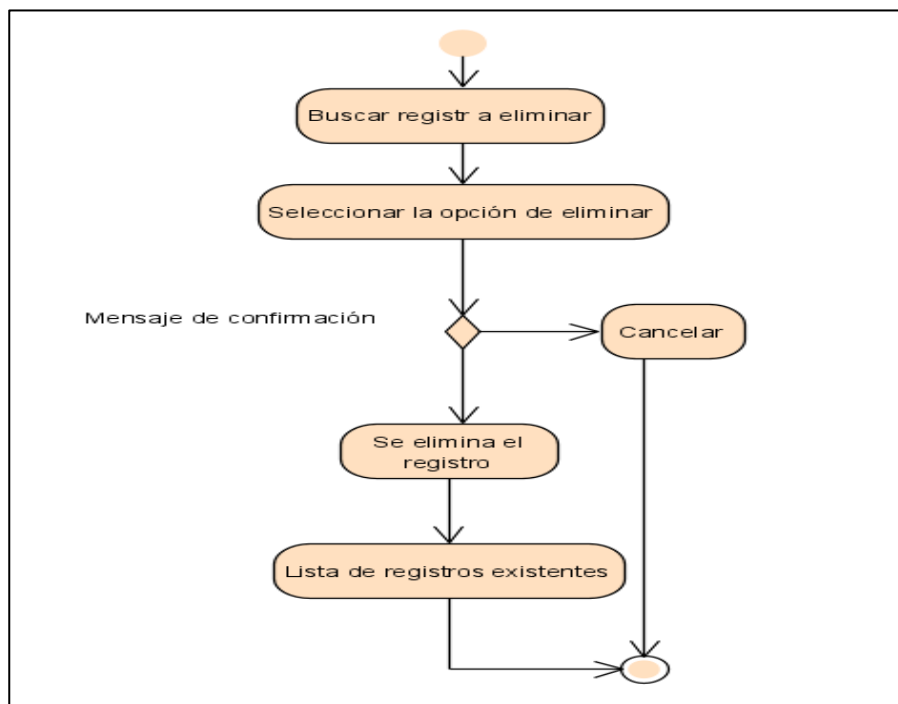 Buscar registr a eliminar
Seleccionar la opción de eliminar
Mensaje de confirmación
Cancelar
Se elimina el
registro
Lista de registros existentes